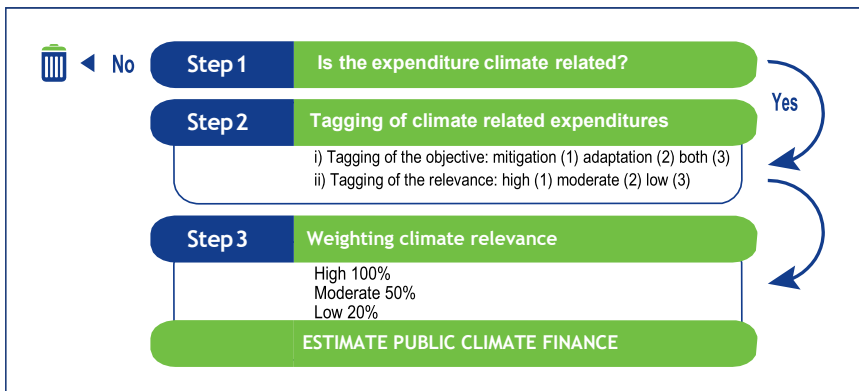 No
Step 1
Is the expenditure climate related?
Yes
Step 2
Tagging of climate related expenditures
i) Tagging of the objective: mitigation (1) adaptation (2) both (3)
ii) Tagging of the relevance: high (1) moderate (2) low (3)
Step 3
Weighting climate relevance
High 100%
Moderate 50%
Low 20%
ESTIMATE PUBLIC CLIMATE FINANCE